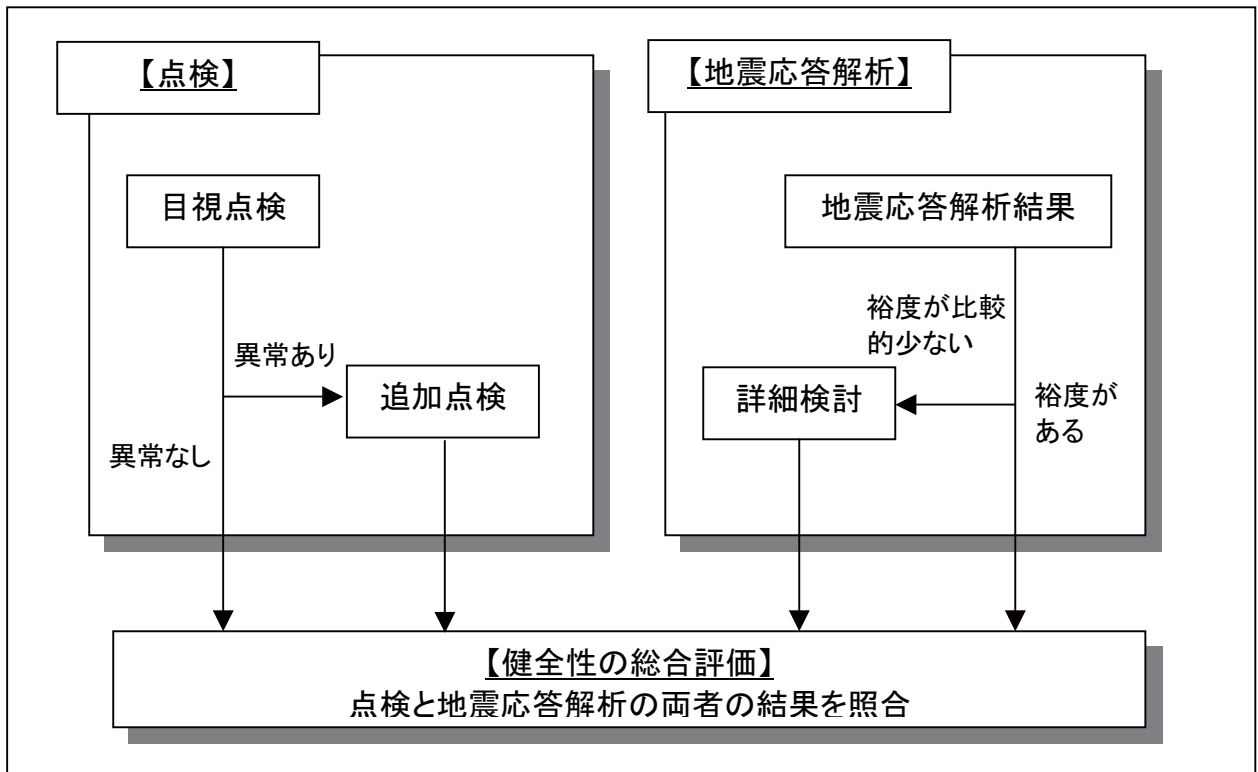 【点検】
目視点検
異常あり
追加点検
異常なし
【地震応答解析】
地震応答解析結果
裕度が比較
的少ない
詳細検討
裕度が
ある
【健全性の総合評価】
点検と地震応答解析の両者の結果を照合